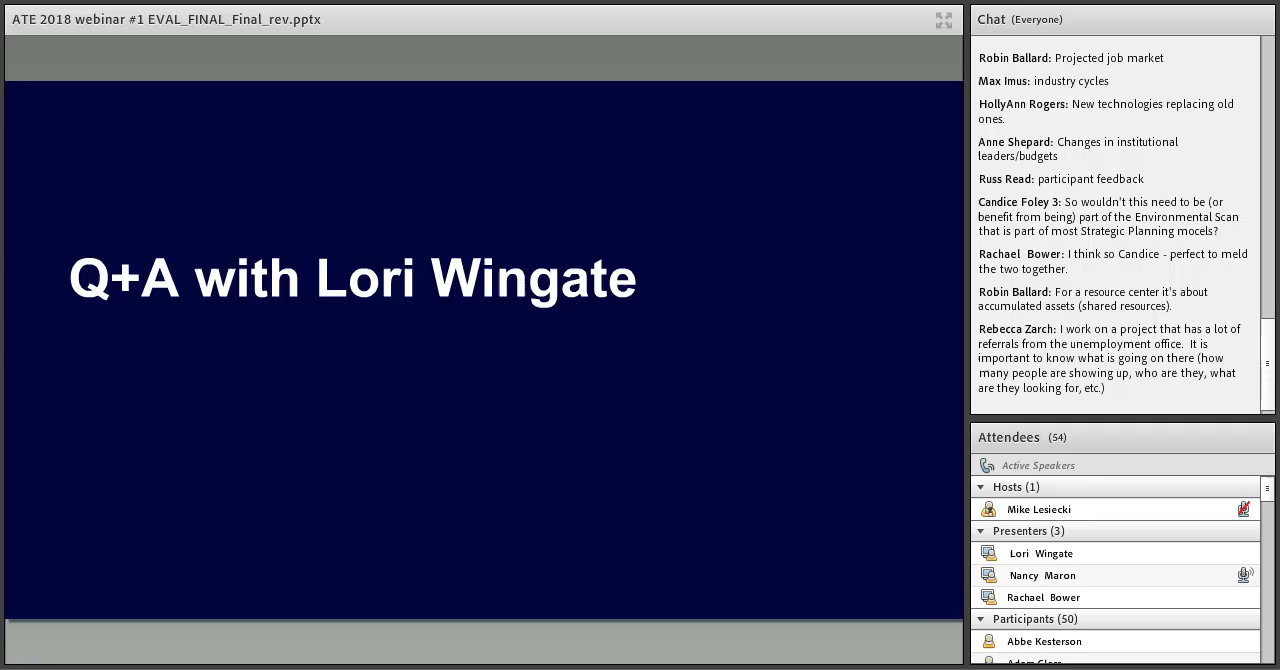 ATE 2018 webinar #1 EVAL_FINAL_Final_rev.pptx
Q+A with Lori Wingate
Chat (Everyone)
Robin Ballard: Projected job market
Max Imus: industry cycles
HollyAnn Rogers: New technologies replacing old
ones.
Anne Shepard: Changes in institutional
leaders/budgets
Russ Read: participant feedback
Candice Foley 3: So wouldn't this need to be (or
benefit from being) part of the Environmental Scan
that is part of most Strategic Planning mocels?
Rachael Bower: I think so Candice - perfect to meld
the two together.
Robin Ballard: For a resource center it's about
accumulated assets (shared resources).
Rebecca Zarch: I work on a project that has a lot of
referrals from the unemployment office. It is
important to know what is going on there (how
many people are showing up, who are they, what
are they looking for, etc.)
Attendees (54)
Active Speakers
Hosts (1)
Mike Lesiecki
Presenters (3)
Lori Wingate
Nancy Maron
Rachael Bower
Participants (50)
Abbe Kesterson